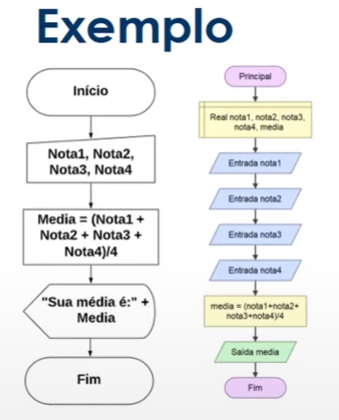 Exemplo
Início
Nota1, Nota2,
Nota3, Nota4
Media = (Nota1 +
Nota2 + Nota3 +
Nota4)/4
"Sua média é:" +
Media
Fim
Principal
Real nota1, nota2, nota3,
nota4, media
Entrada nota1
Entrada nota2
Entrada nota3
Entrada nota4
media = (nota1+nota2+
nota3+nota4)/4
Saída media
Fim